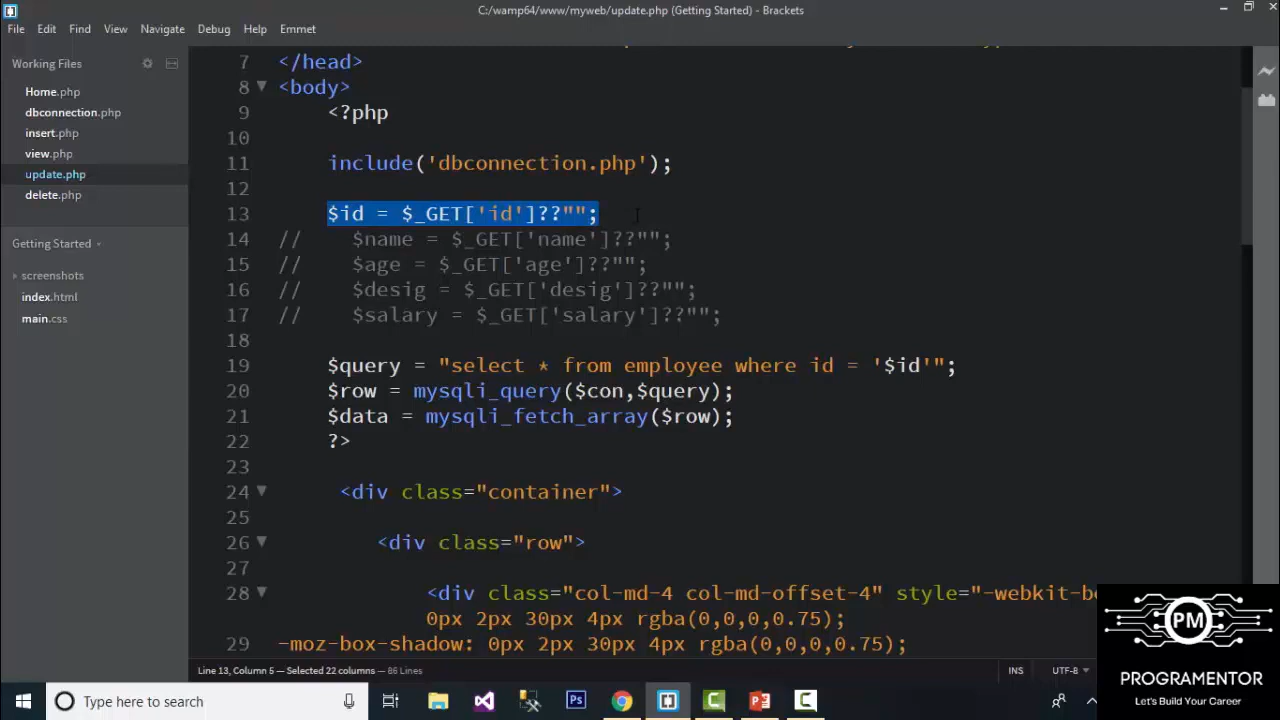 C:/wamp64/www/myweb/update.php (Getting Started) - Brackets
File Edit Find View Navigate Debug Help Emmet
Working Files
Home.php
dbconnection.php
insert.php
view.php
update.php
delete.php
Getting Started
screenshots
index.html
main.css
7 </head>
8 <body>
9 <?php
10
11 include('dbconnection.php');
12
13 $id = $_GET['id']??"";
14 // $name = $_GET['name']??"";
15 // $age = $_GET['age']??"";
16 // $desig = $_GET['desig']??"";
17 // $salary = $_GET['salary']??"";
18
19 $query = "select * from employee where id = '$id'";
20 $row = mysqli_query($con,$query);
21 $data = mysqli_fetch_array($row);
22 ?>
23
24 <div class="container">
25
26 <div class="row">
27
28 <div class="col-md-4 col-md-offset-4" style="-webkit-bo
0px 2px 30px 4px rgba(0,0,0,0.75);
29 -moz-box-shadow: 0px 2px 30px 4px rgba(0,0,0,0.75);
Line 13, Column 5 — Selected 22 columns — 86 Lines
INS UTF-8
PM
PROGRAMENTOR
Let's Build Your Career
Type here to search
Ps